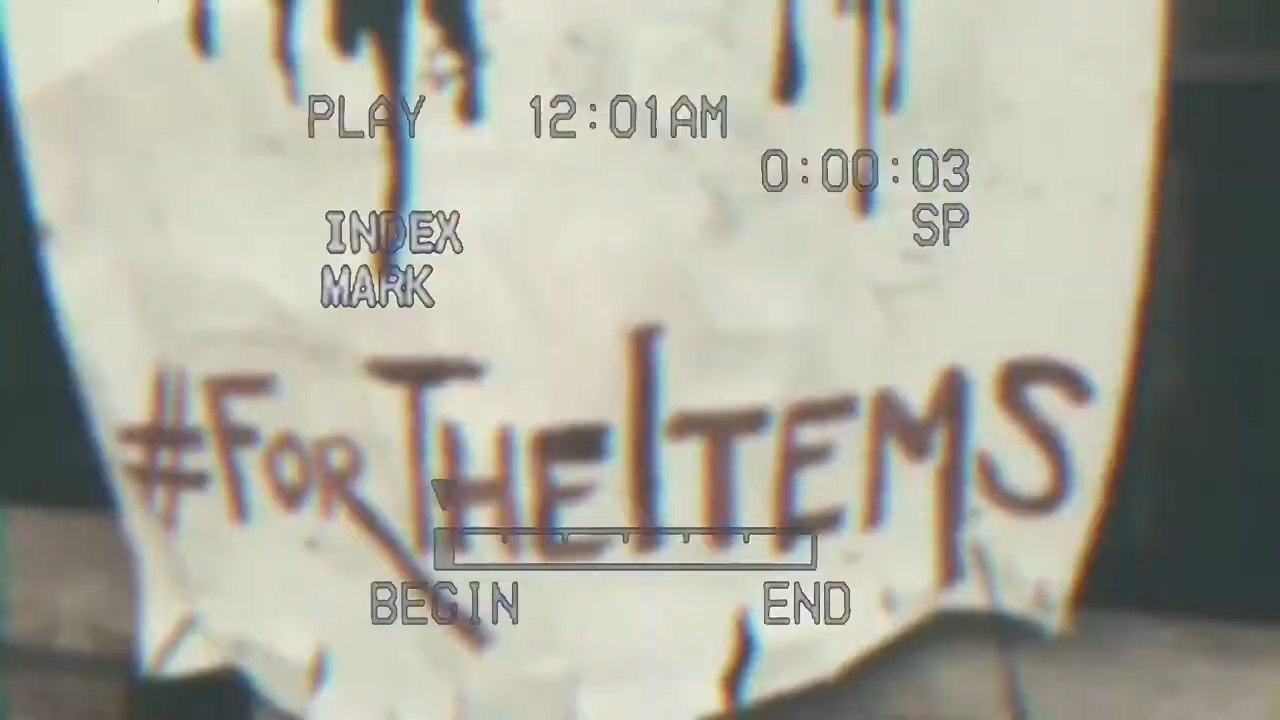 PLAY 12:01AM
0:00:03
SP
INDEX
MARK
#FORTHEITEMS
BEGIN END